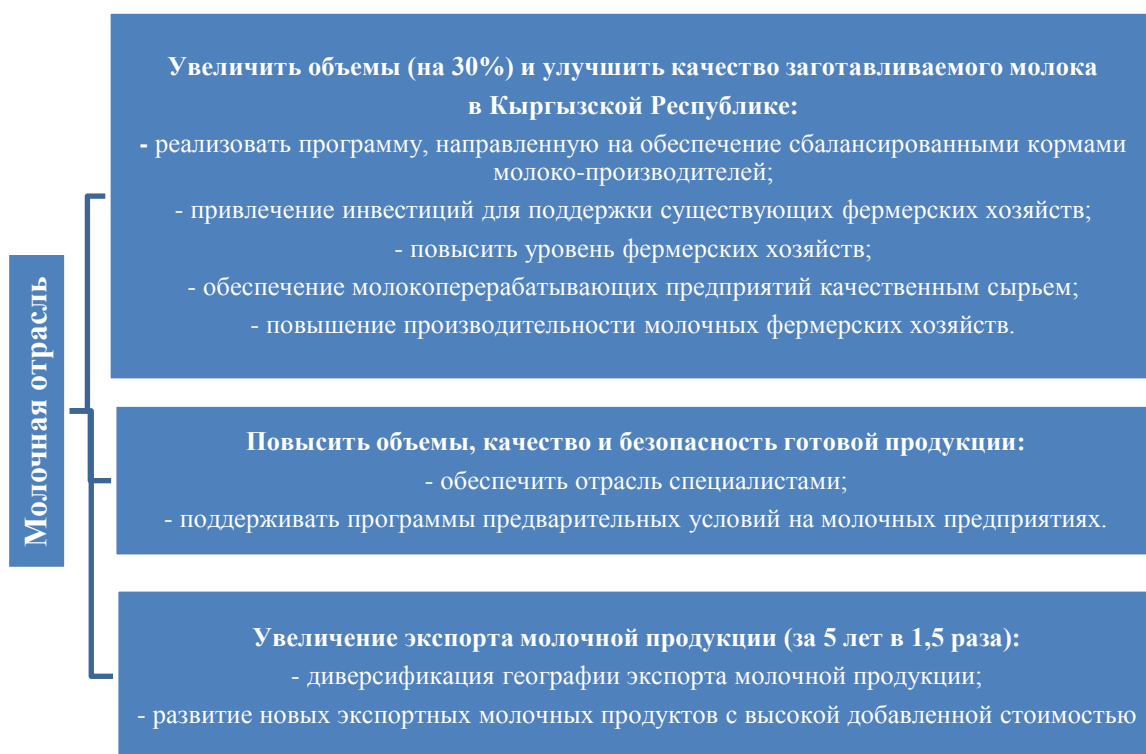 Молочная отрасль
Увеличить объемы (на 30%) и улучшить качество заготавливаемого молока
в Кыргызской Республике:
- реализовать программу, направленную на обеспечение сбалансированными кормами
молоко-производителей;
- привлечение инвестиций для поддержки существующих фермерских хозяйств;
- повысить уровень фермерских хозяйств;
- обеспечение молокоперерабатывающих предприятий качественным сырьем;
- повышение производительности молочных фермерских хозяйств.
Повысить объемы, качество и безопасность готовой продукции:
- обеспечить отрасль специалистами;
- поддерживать программы предварительных условий на молочных предприятиях.
Увеличение экспорта молочной продукции (за 5 лет в 1,5 раза):
- диверсификация географии экспорта молочной продукции;
- развитие новых экспортных молочных продуктов с высокой добавленной стоимостью